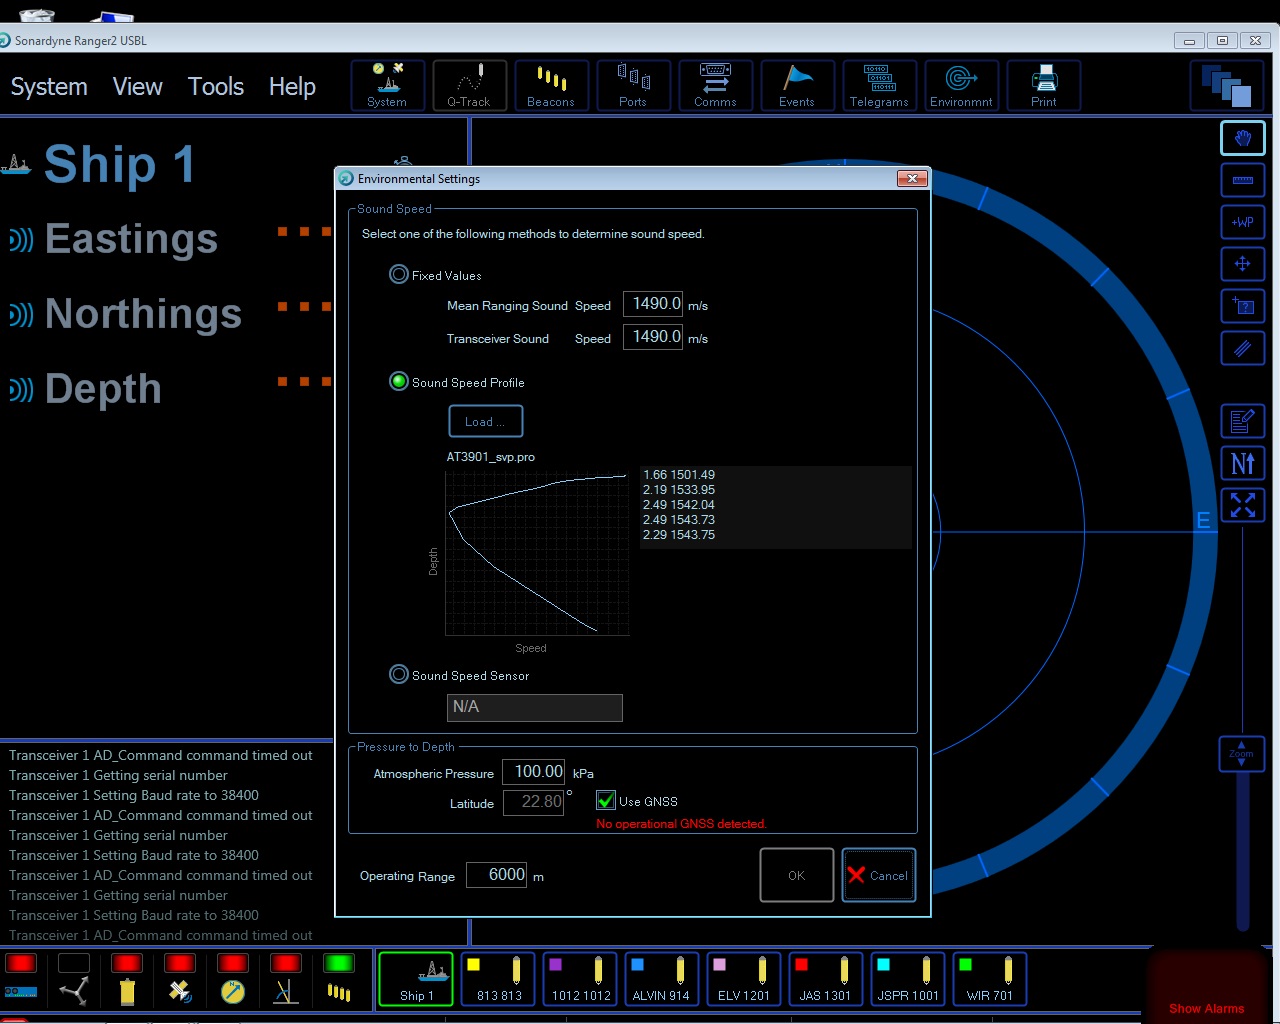 Sonardyne Ranger2 USBL
System View Tools Help
System Q-Track Beacons Ports Comms Events Telegrams Environmnt Print
Ship 1
Eastings
Northings
Depth
+WP
N
E
Zoom
Environmental Settings
Sound Speed
Select one of the following methods to determine sound speed.
Fixed Values
Mean Ranging Sound Speed 1490.0 m/s
Transceiver Sound Speed 1490.0 m/s
Sound Speed Profile
Load ...
AT3901_svp.pro
1.66 1501.49
2.19 1533.95
2.49 1542.04
2.49 1543.73
2.29 1543.75
Depth
Speed
Sound Speed Sensor
N/A
Pressure to Depth
Atmospheric Pressure 100.00 kPa
Latitude 22.80 ° Use GNSS
No operational GNSS detected.
Operating Range 6000 m
OK Cancel
Transceiver 1 AD_Command command timed out
Transceiver 1 Getting serial number
Transceiver 1 Setting Baud rate to 38400
Transceiver 1 AD_Command command timed out
Transceiver 1 Getting serial number
Transceiver 1 Setting Baud rate to 38400
Transceiver 1 AD_Command command timed out
Transceiver 1 Getting serial number
Transceiver 1 Setting Baud rate to 38400
Transceiver 1 AD_Command command timed out
Ship 1 813 813 1012 1012 ALVIN 914 ELV 1201 JAS 1301 JSPR 1001 WIR 701
Show Alarms